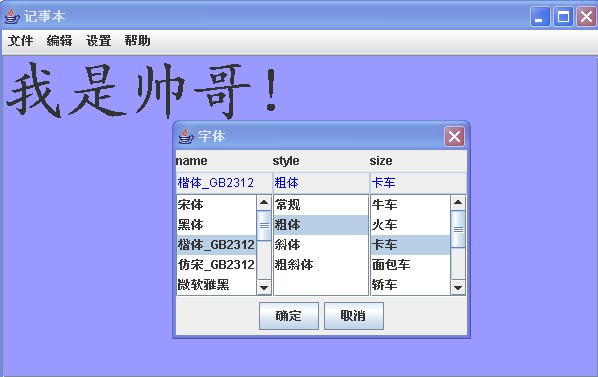 记事本
文件 编辑 设置 帮助
我是帅哥！
字体
name style size
楷体_GB2312 粗体 卡车
宋体 常规 牛车
黑体 粗体 火车
楷体_GB2312 斜体 卡车
仿宋_GB2312 粗斜体 面包车
微软雅黑 轿车
确定 取消